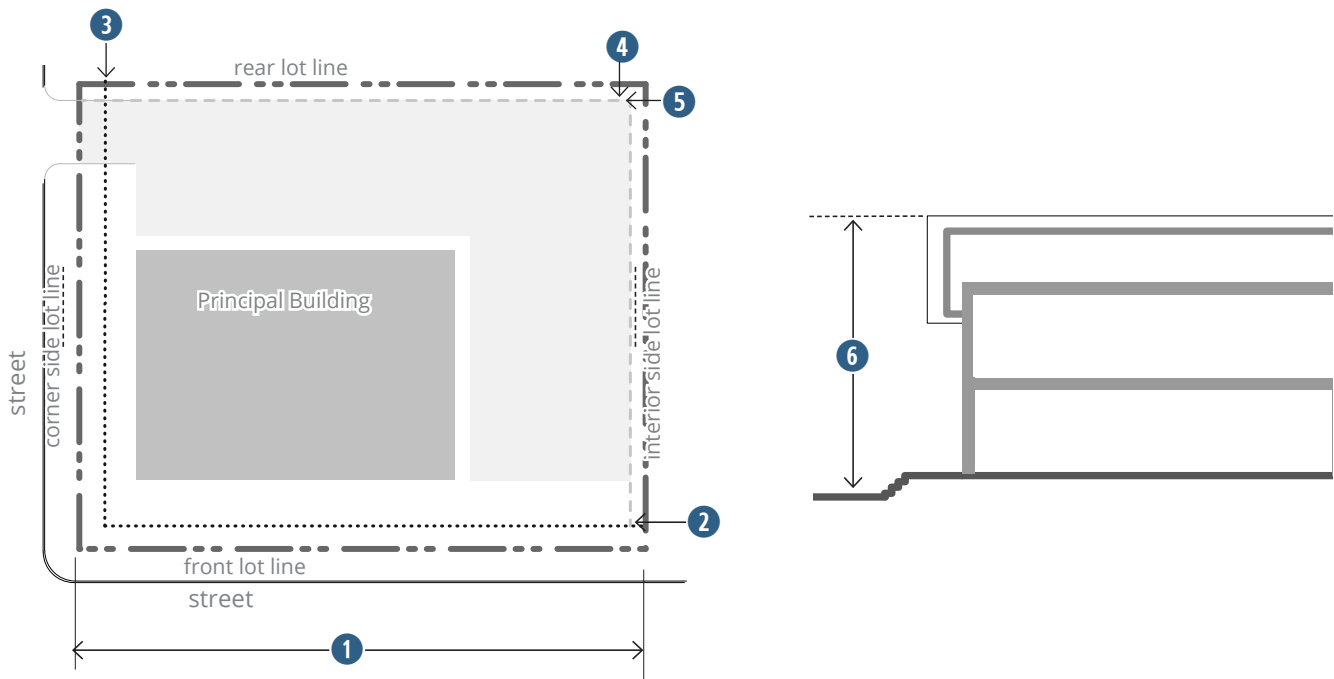 3
4
rear lot line
5
Principal Building
corner side lot line
interior side lot line
street
6
2
front lot line
street
1